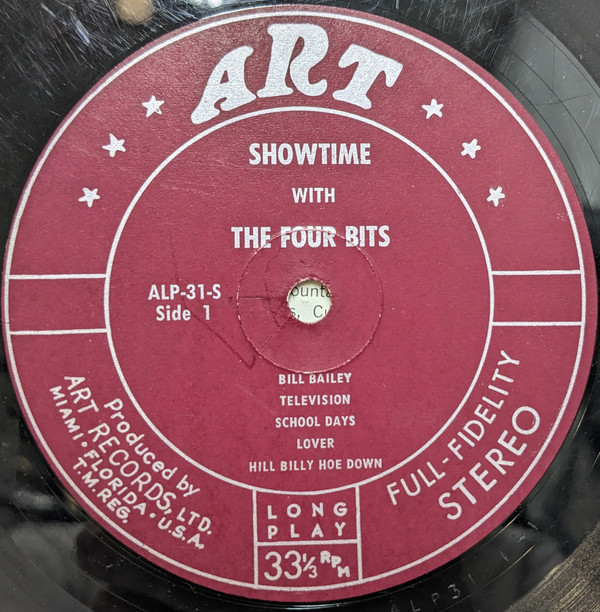 ART
SHOWTIME
WITH
THE FOUR BITS
ALP-31-S
Side 1
BILL BAILEY
TELEVISION
SCHOOL DAYS
LOVER
HILL BILLY HOE DOWN
Produced by
ART RECORDS, LTD.
MIAMI • FLORIDA • U.S.A.
T.M. REG.
FULL-FIDELITY
STEREO
LONG
PLAY
33⅓ RPM